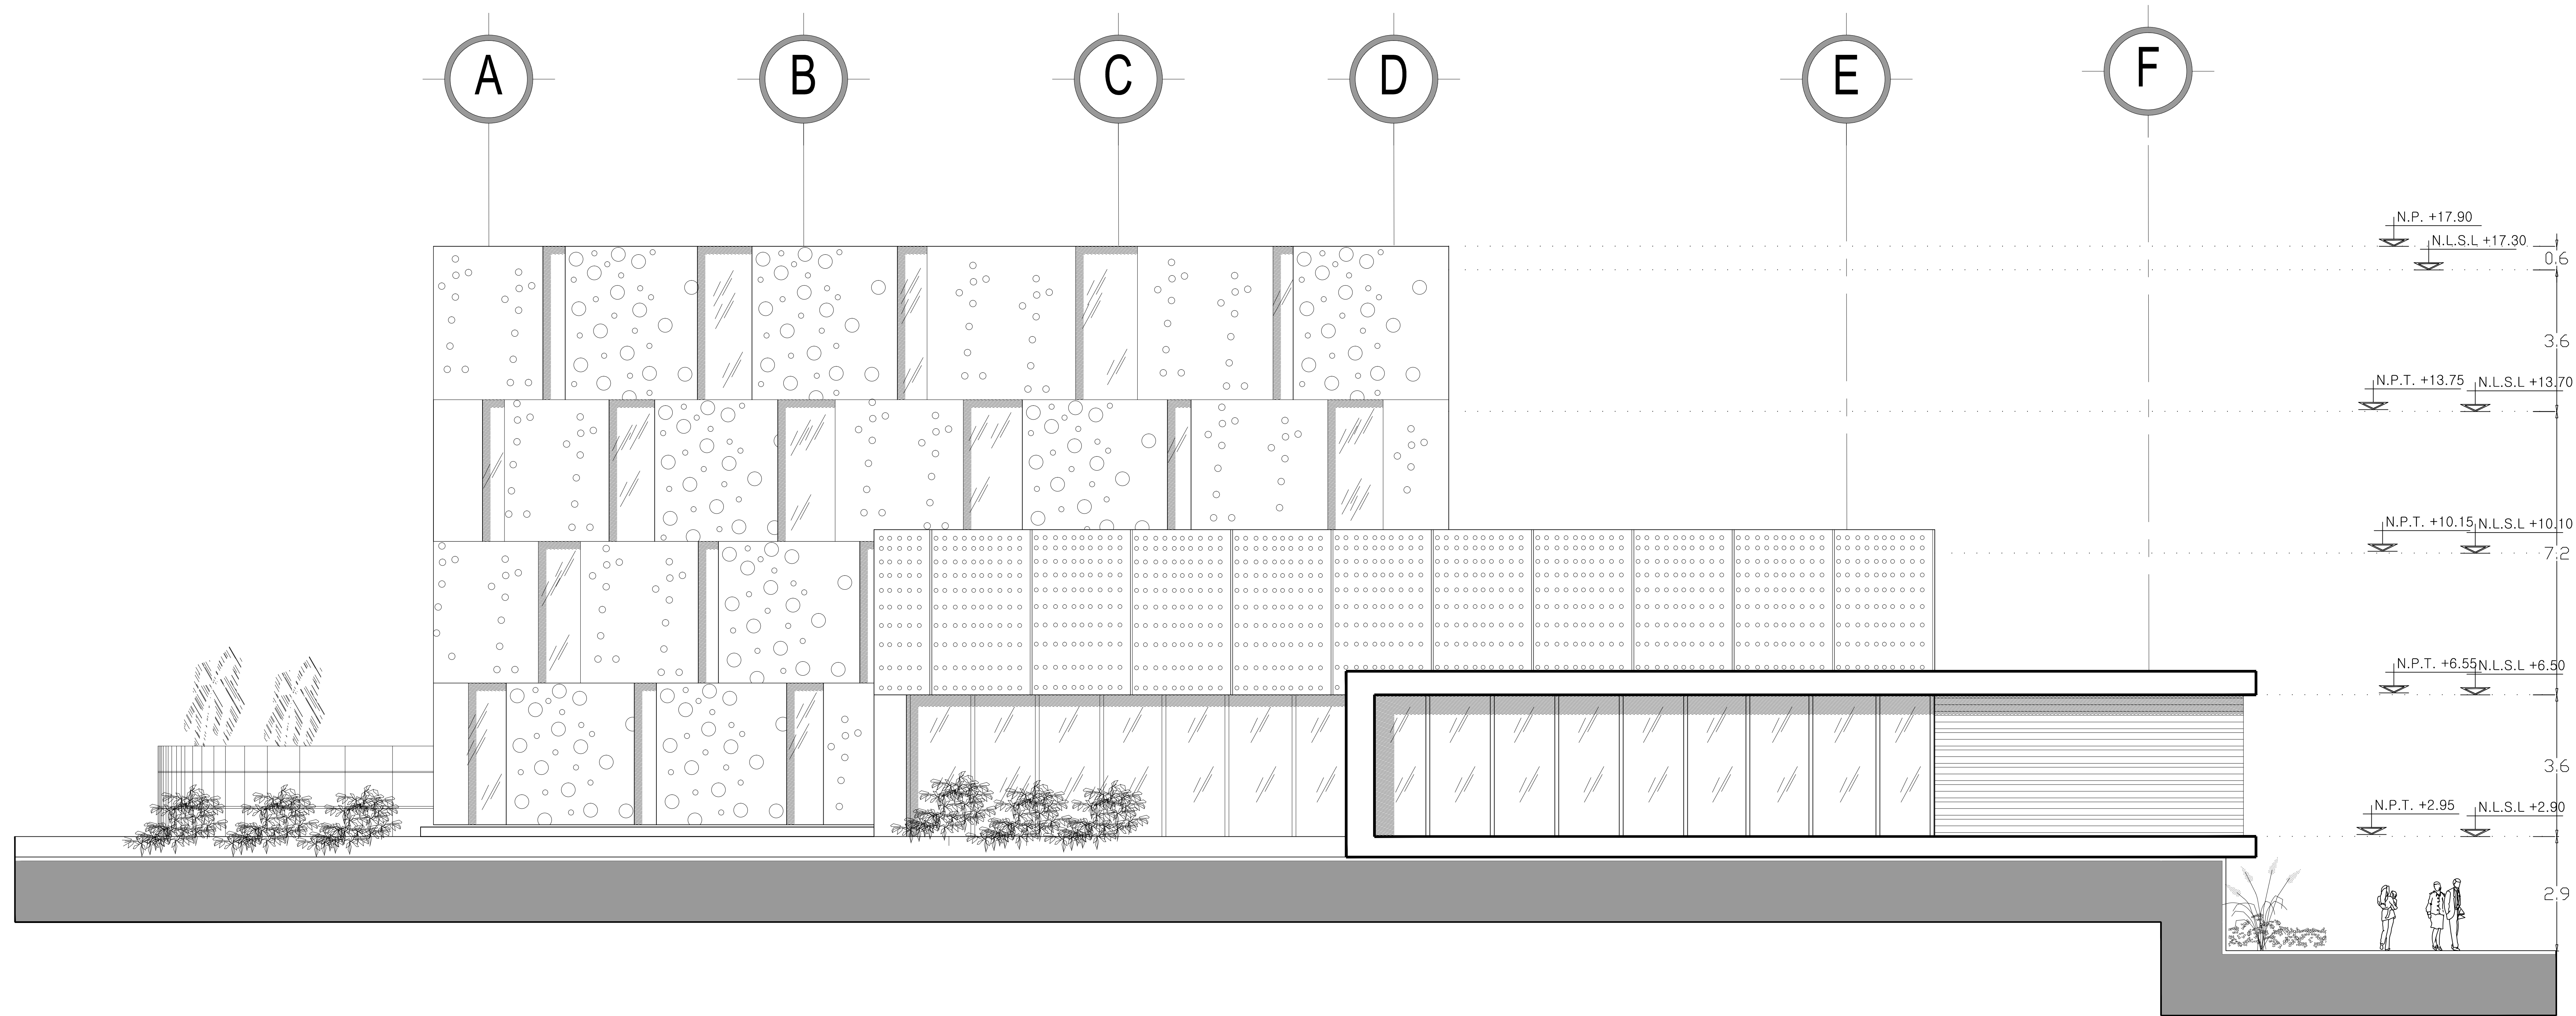 A
B
C
D
E
F
N.P. +17.90
N.L.S.L +17.30
0.6
3.6
N.P.T. +13.75
N.L.S.L +13.70
N.P.T. +10.15
N.L.S.L +10.10
7.2
N.P.T. +6.55
N.L.S.L +6.50
3.6
N.P.T. +2.95
N.L.S.L +2.90
2.9